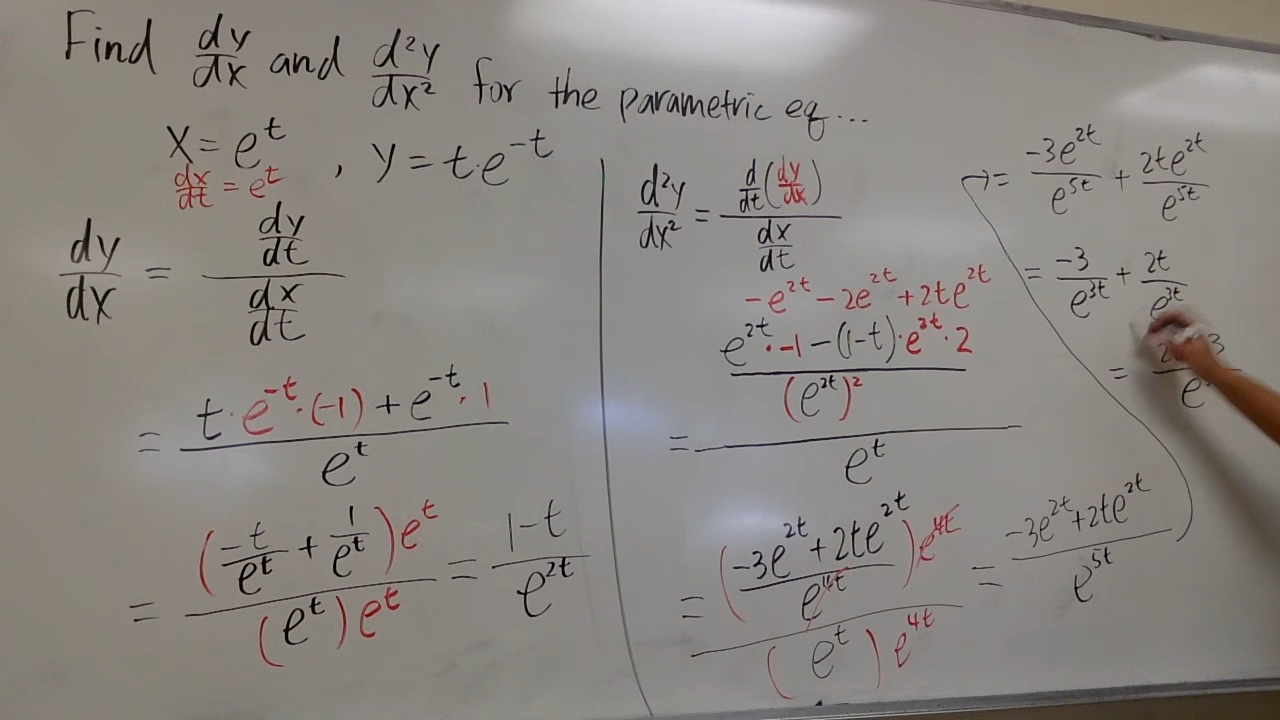 Find dy/dx and d²y/dx² for the parametric eq...
x = e^t , y = t·e^-t
dx/dt = e^t
dy/dx = (dy/dt)/(dx/dt)
= (t·e^-t·(-1) + e^-t·1)/e^t
= ((-t/e^t + 1/e^t)e^t)/((e^t)e^t) = (1-t)/e^2t
d²y/dx² = (d/dt(dy/dx))/(dx/dt)
-e^2t - 2e^2t + 2te^2t
= ((e^2t·-1 - (1-t)·e^2t·2)/(e^2t)²)/e^t
= (((-3e^2t + 2te^2t)/e^4t)e^4t)/((e^t)e^4t) = (-3e^2t + 2te^2t)/e^5t
= -3e^2t/e^5t + 2te^2t/e^5t
= -3/e^3t + 2t/e^3t
=